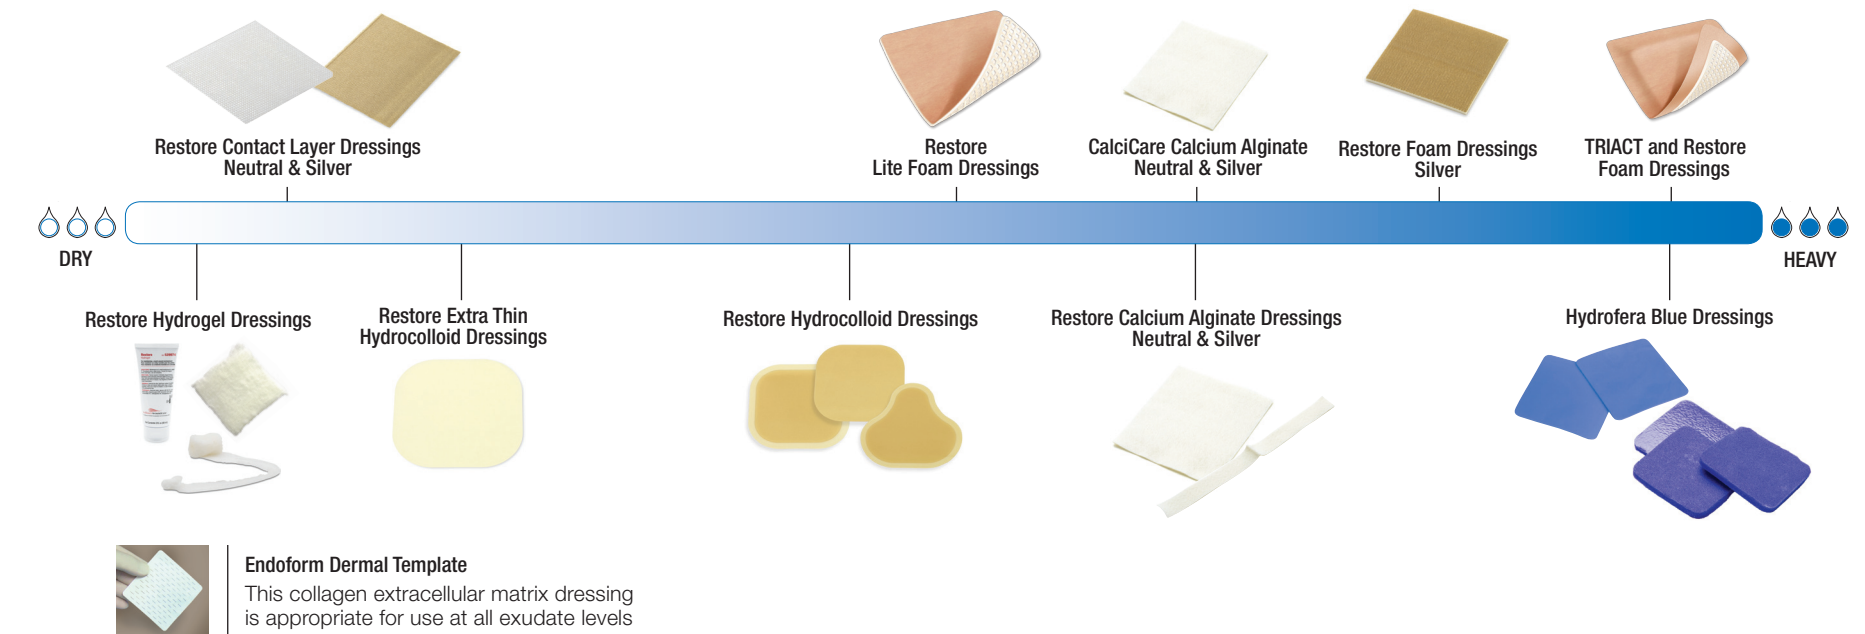 Restore Contact Layer Dressings
Neutral & Silver
Restore
Lite Foam Dressings
CalciCare Calcium Alginate
Neutral & Silver
Restore Foam Dressings
Silver
TRIACT and Restore
Foam Dressings
DRY
HEAVY
Restore Hydrogel Dressings
Restore Extra Thin
Hydrocolloid Dressings
Restore Hydrocolloid Dressings
Restore Calcium Alginate Dressings
Neutral & Silver
Hydrofera Blue Dressings
Endoform Dermal Template
This collagen extracellular matrix dressing
is appropriate for use at all exudate levels